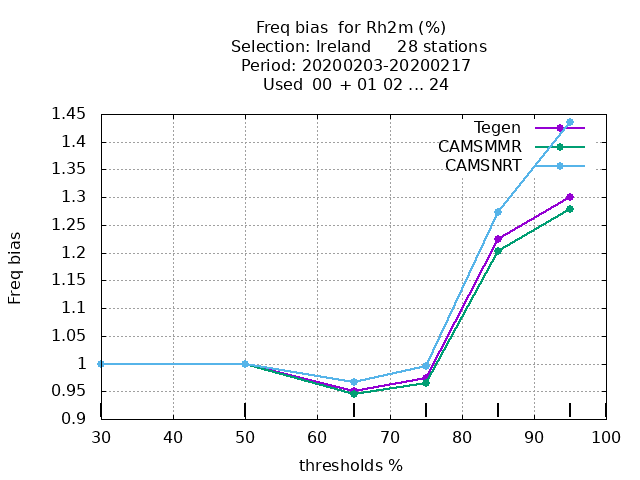 Freq bias for Rh2m (%)
Selection: Ireland 28 stations
Period: 20200203-20200217
Used 00 + 01 02 ... 24
1.45
1.4
1.35
1.3
1.25
1.2
1.15
1.1
1.05
1
0.95
0.9
Freq bias
Tegen
CAMSMMR
CAMSNRT
30 40 50 60 70 80 90 100
thresholds %